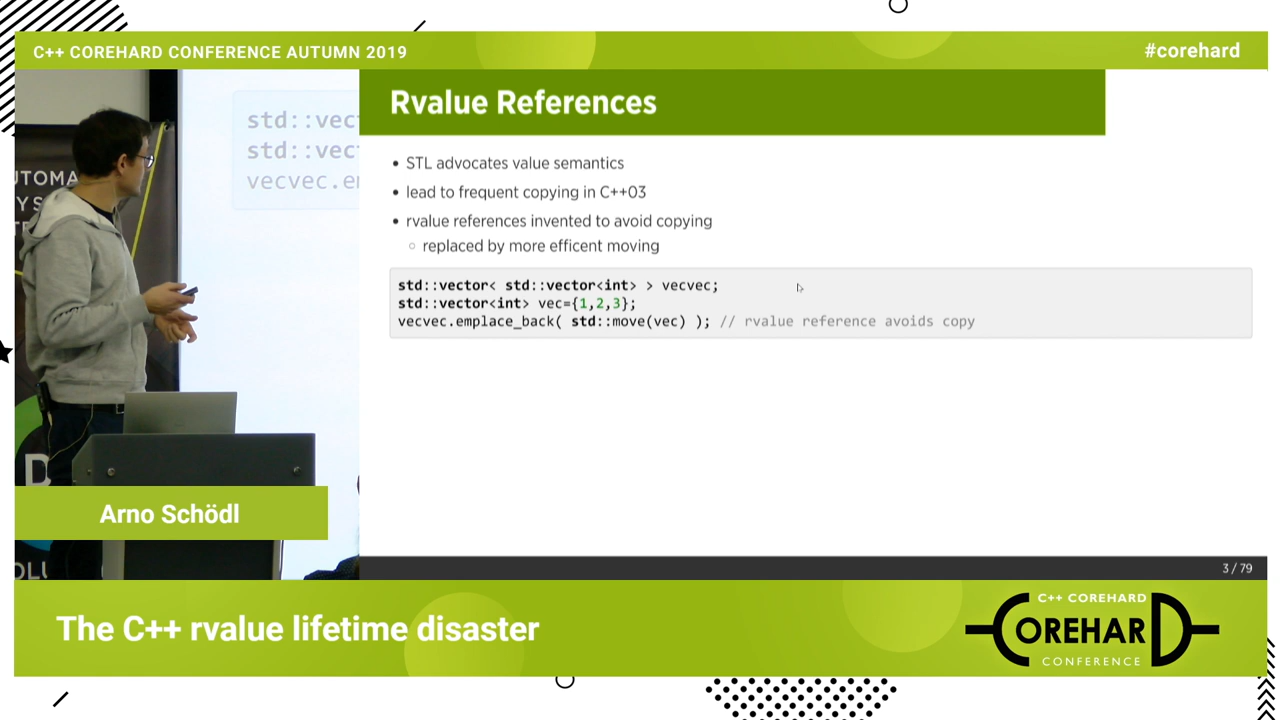 C++ COREHARD CONFERENCE AUTUMN 2019
#corehard
std::vec
std::vec
vecvec.e
Rvalue References
• STL advocates value semantics
• lead to frequent copying in C++03
• rvalue references invented to avoid copying
○ replaced by more efficent moving
std::vector< std::vector<int> > vecvec;
std::vector<int> vec={1,2,3};
vecvec.emplace_back( std::move(vec) ); // rvalue reference avoids copy
Arno Schödl
3 / 79
The C++ rvalue lifetime disaster
C++ COREHARD
COREHARD
CONFERENCE